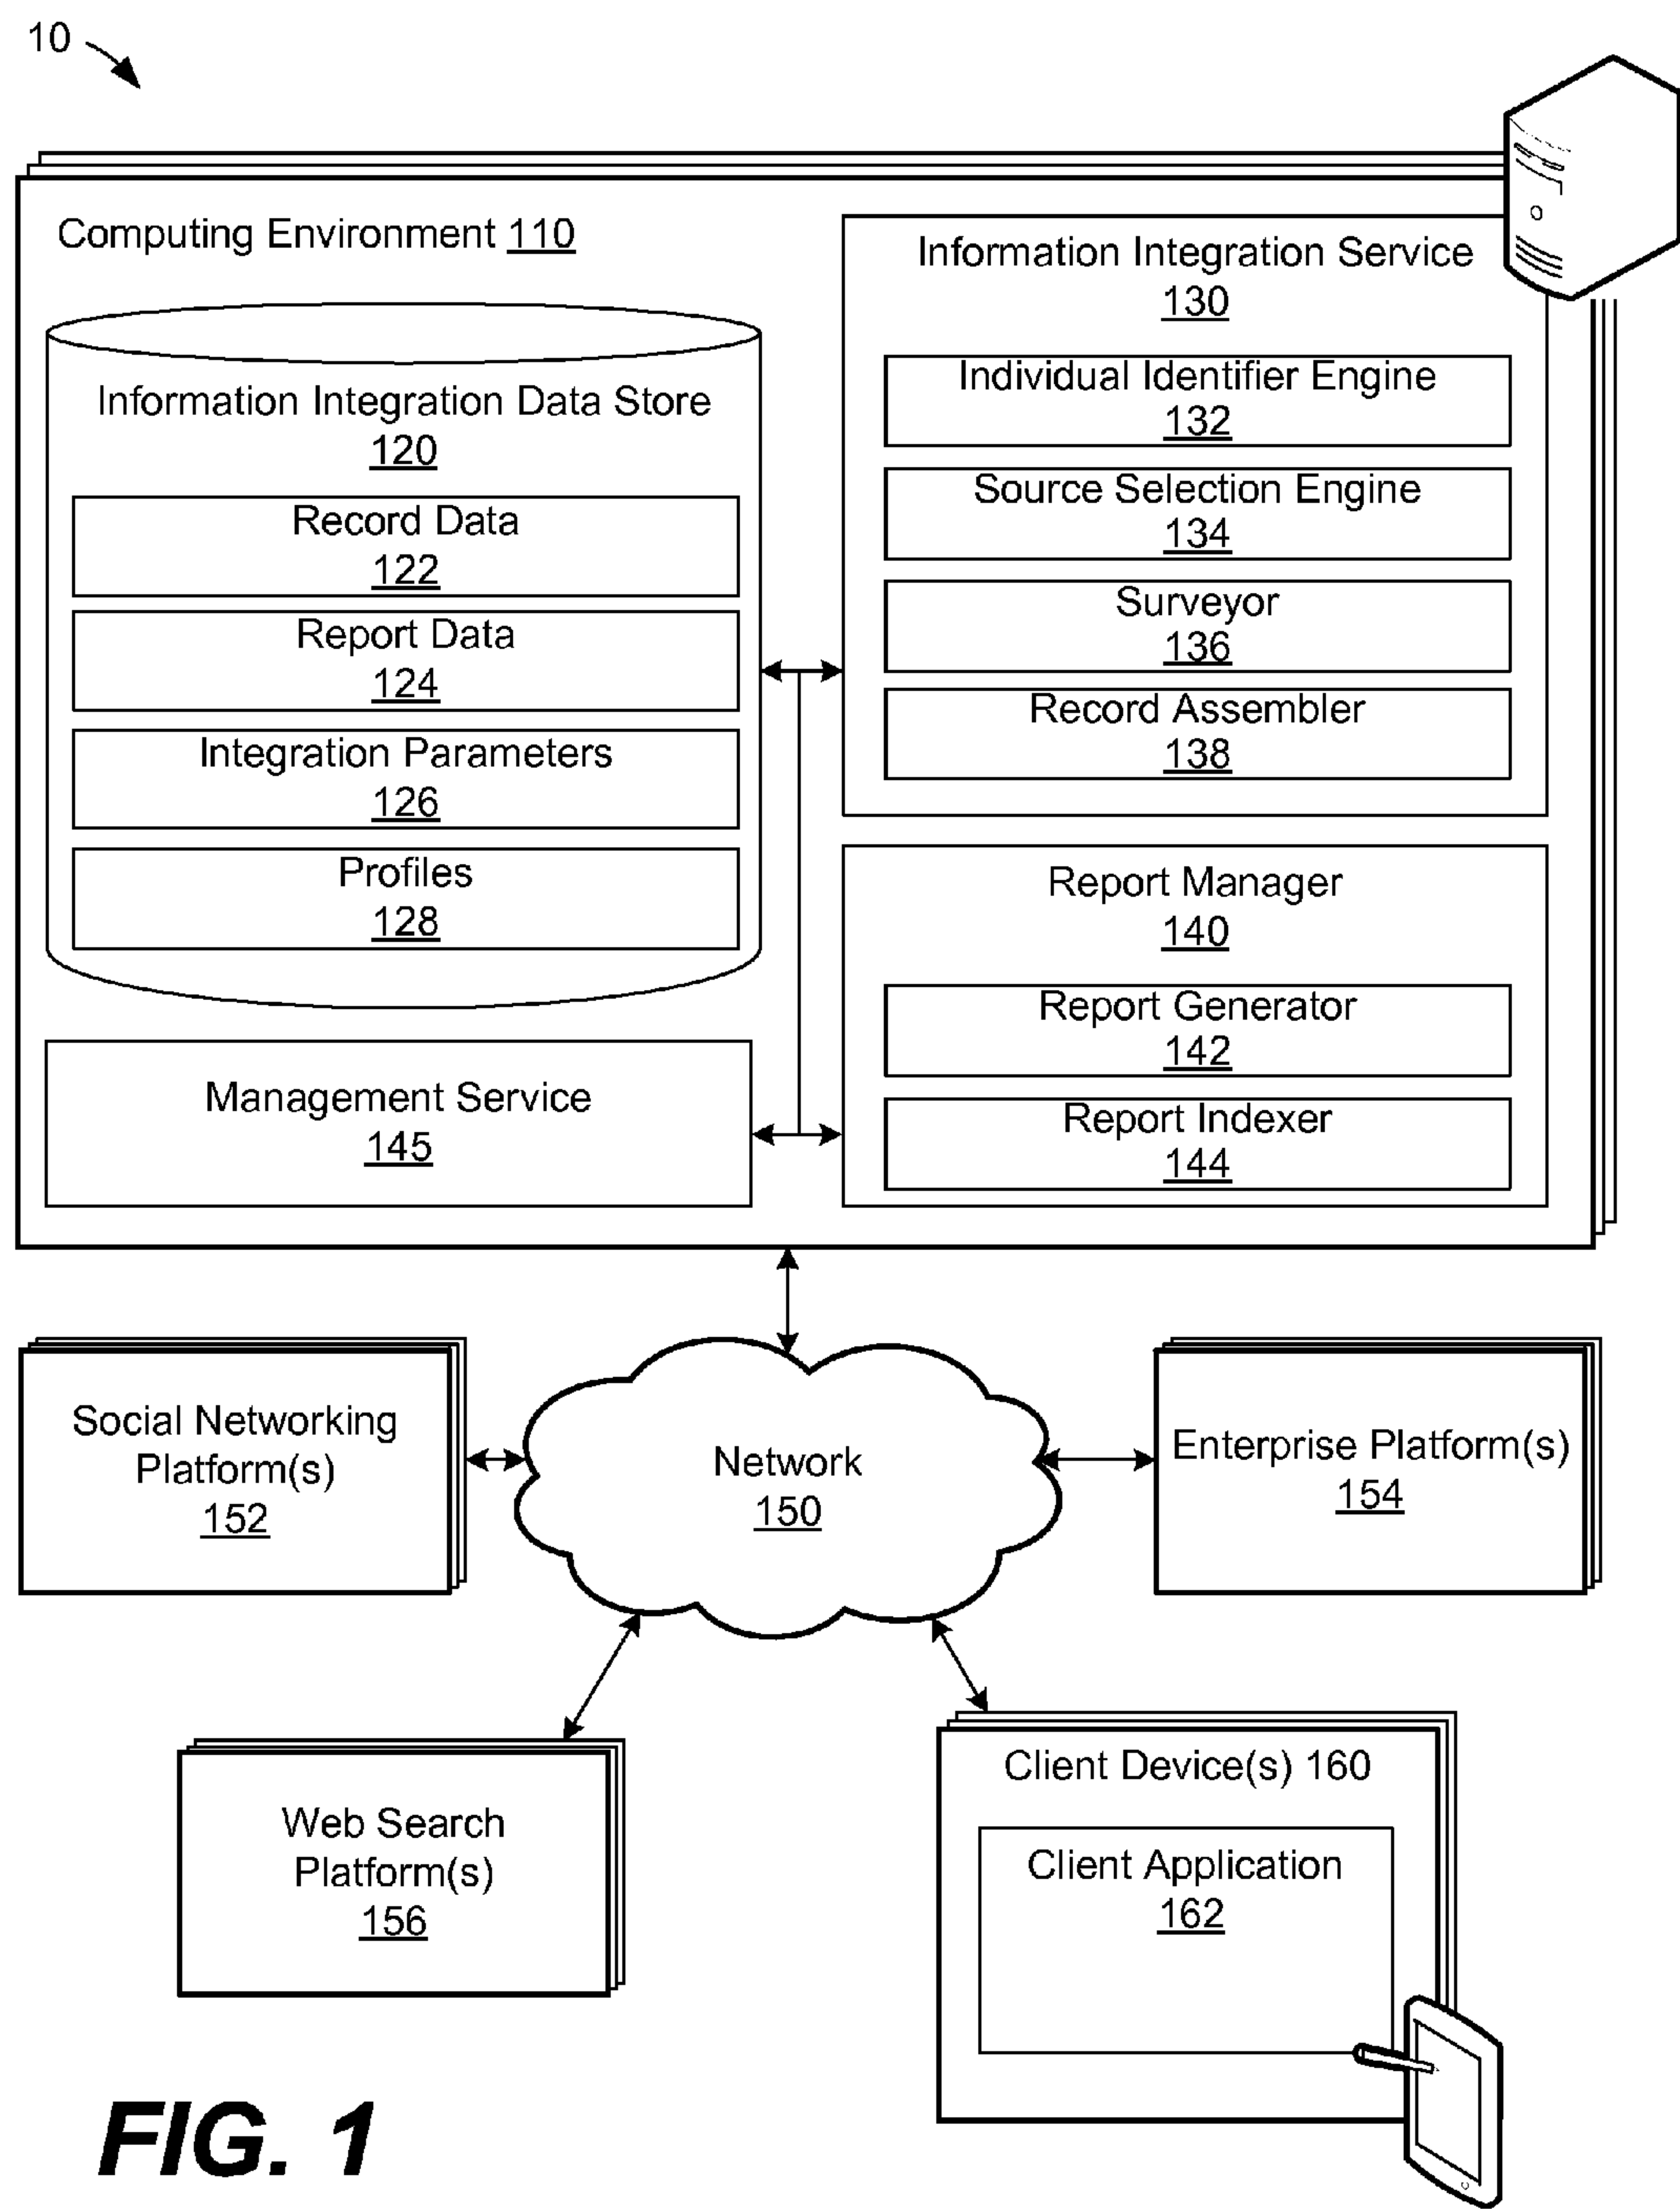 10
Computing Environment 110
Information Integration Data Store
120
Record Data
122
Report Data
124
Integration Parameters
126
Profiles
128
Management Service
145
Information Integration Service
130
Individual Identifier Engine
132
Source Selection Engine
134
Surveyor
136
Record Assembler
138
Report Manager
140
Report Generator
142
Report Indexer
144
Social Networking
Platform(s)
152
Network
150
Enterprise Platform(s)
154
Web Search
Platform(s)
156
Client Device(s) 160
Client Application
162
FIG. 1